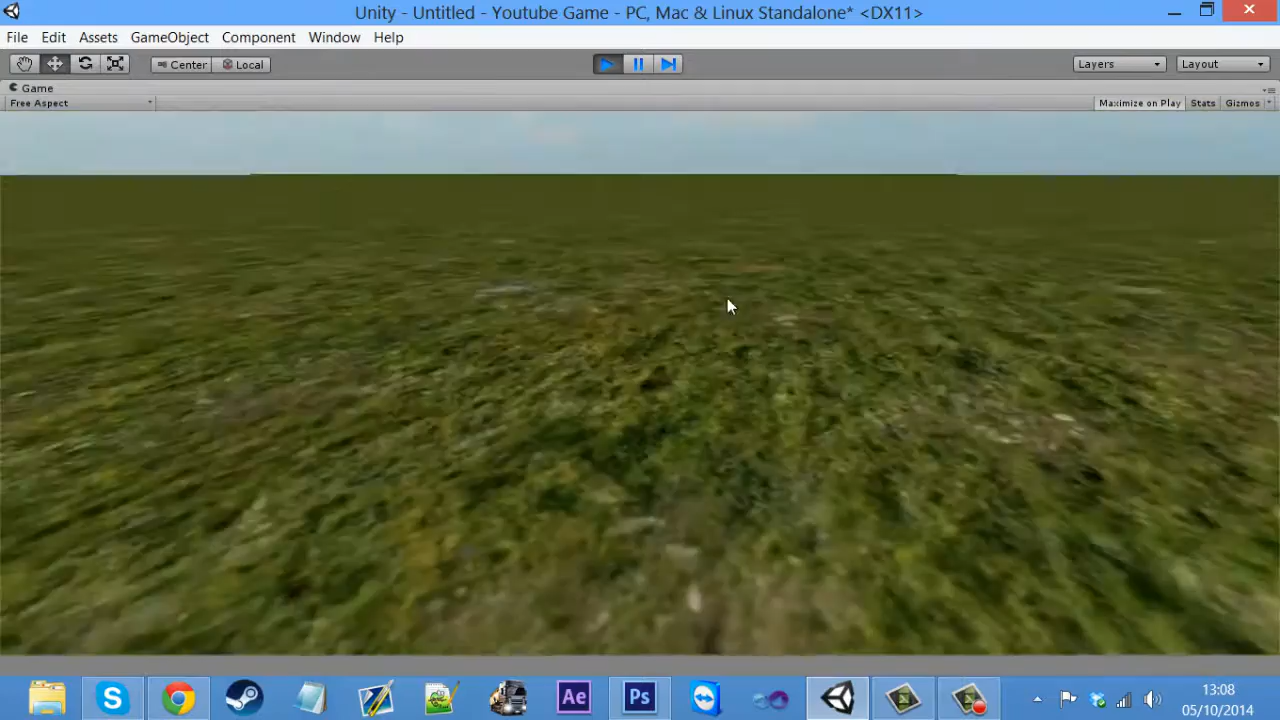 Unity - Untitled - Youtube Game - PC, Mac & Linux Standalone* <DX11>
File Edit Assets GameObject Component Window Help
Center Local Layers Layout
Game
Free Aspect Maximize on Play Stats Gizmos
Ae Ps
13:08
05/10/2014